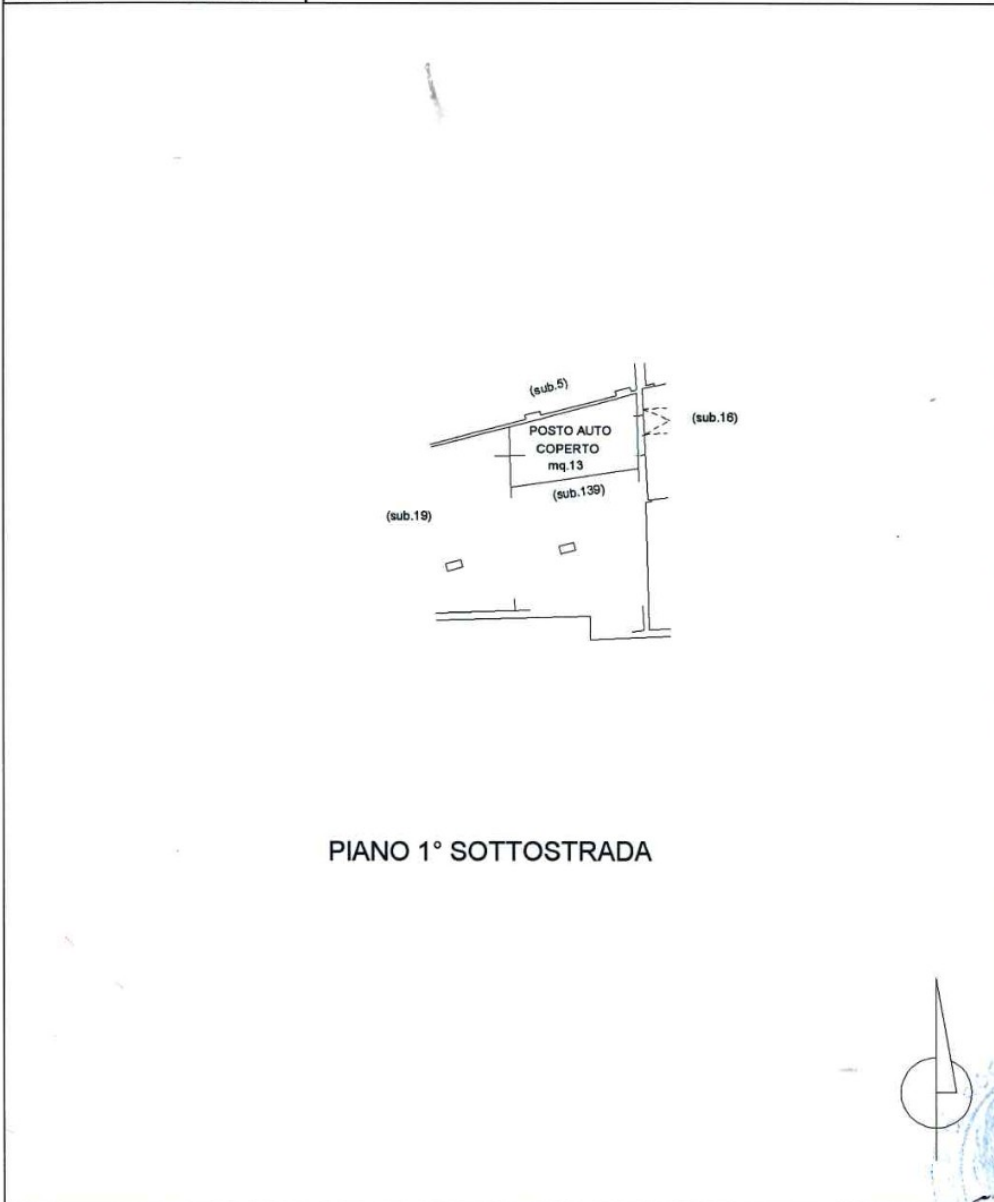 (sub.5)
(sub.16)
POSTO AUTO
COPERTO
mq.13
(sub.139)
(sub.19)
PIANO 1° SOTTOSTRADA